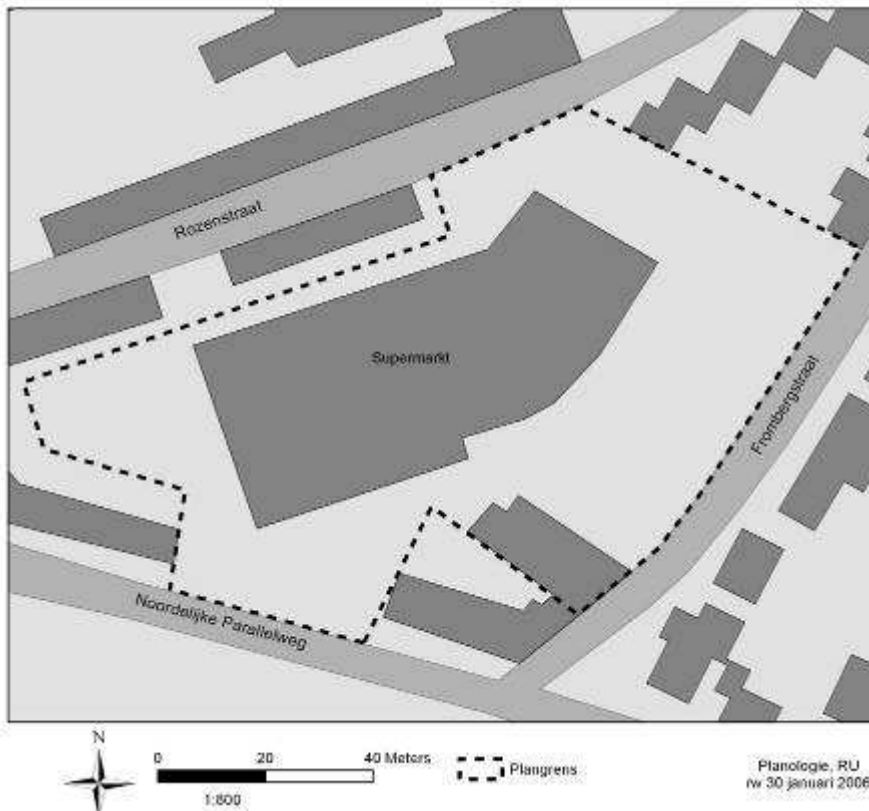 Rozenstraat
Supermarkt
Frombergstraat
Noordelijke Parallelweg
N
0 20 40 Meters
1:800
Plangrens
Planologie, RU
rw 30 januari 2006